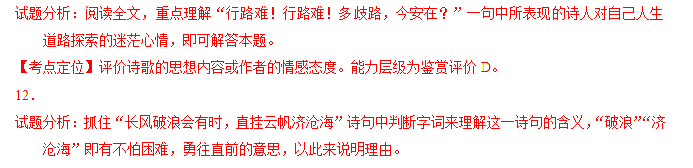 试题分析：阅读全文，重点理解“行路难！行路难！多歧路，今安在？”一句中所表现的诗人对自己人生
道路探索的迷茫心情，即可解答本题。
【考点定位】评价诗歌的思想内容或作者的情感态度。能力层级为鉴赏评价 D。
12．
试题分析：抓住“长风破浪会有时，直挂云帆济沧海”诗句中判断字词来理解这一诗句的含义，“破浪”“济
沧海”即有不怕困难，勇往直前的意思，以此来说明理由。